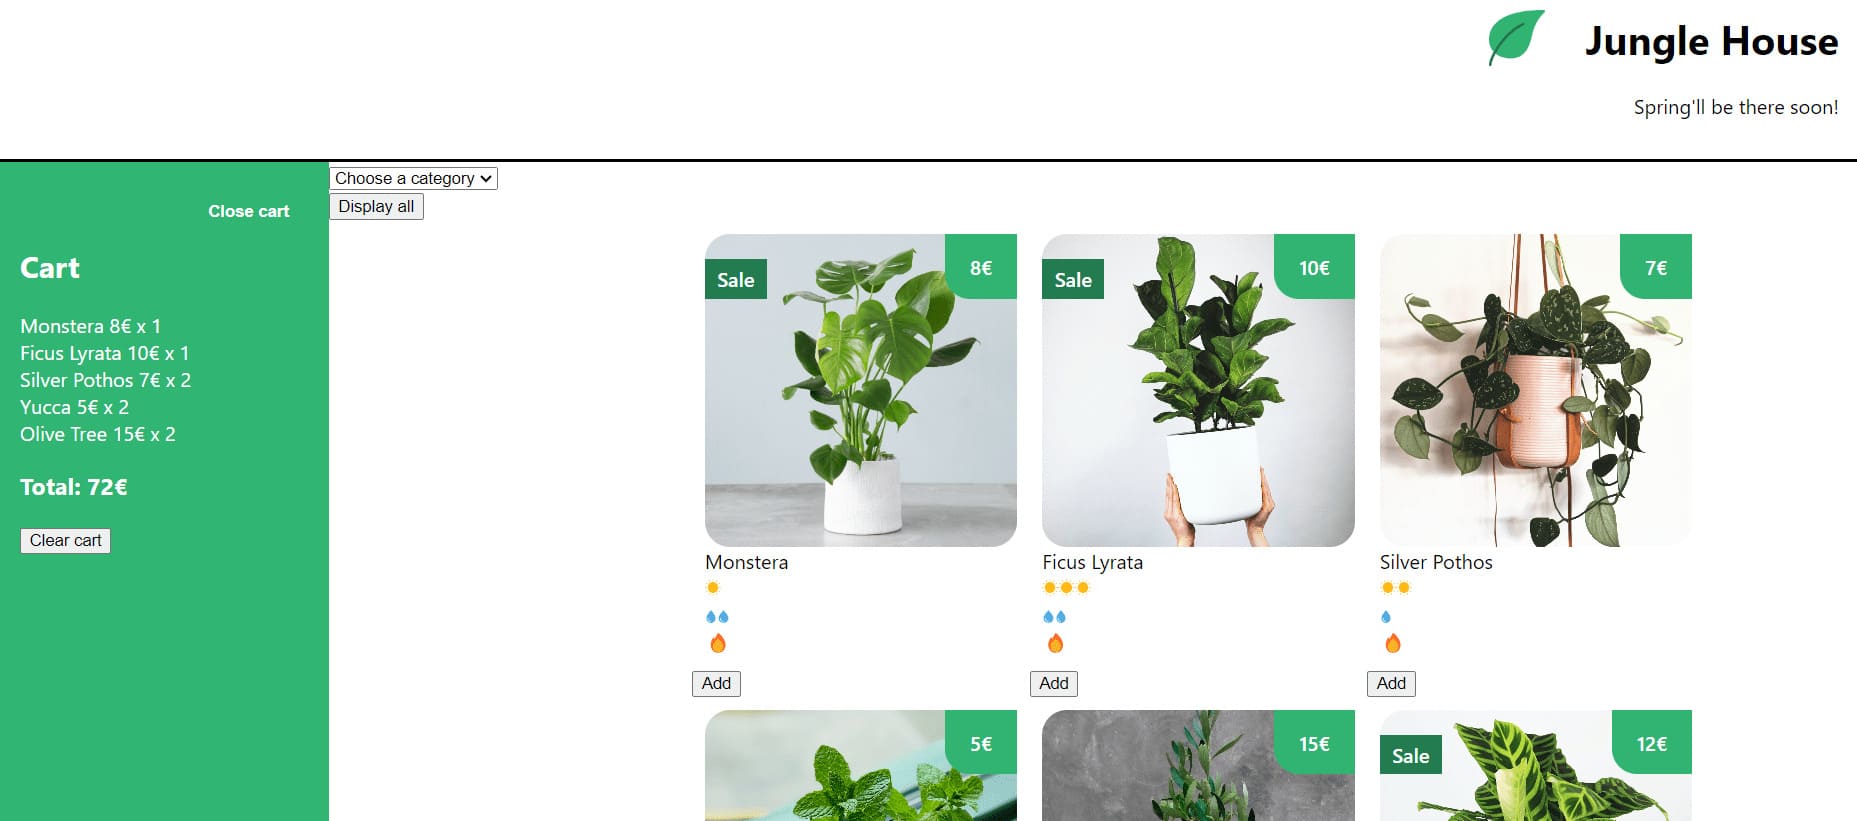 Jungle House
Spring'll be there soon!
Choose a category
Display all
Close cart
Cart
Monstera 8€ x 1
Ficus Lyrata 10€ x 1
Silver Pothos 7€ x 2
Yucca 5€ x 2
Olive Tree 15€ x 2
Total: 72€
Clear cart
Sale
8€
Monstera
Add
Sale
10€
Ficus Lyrata
Add
7€
Silver Pothos
Add
5€
15€
Sale
12€